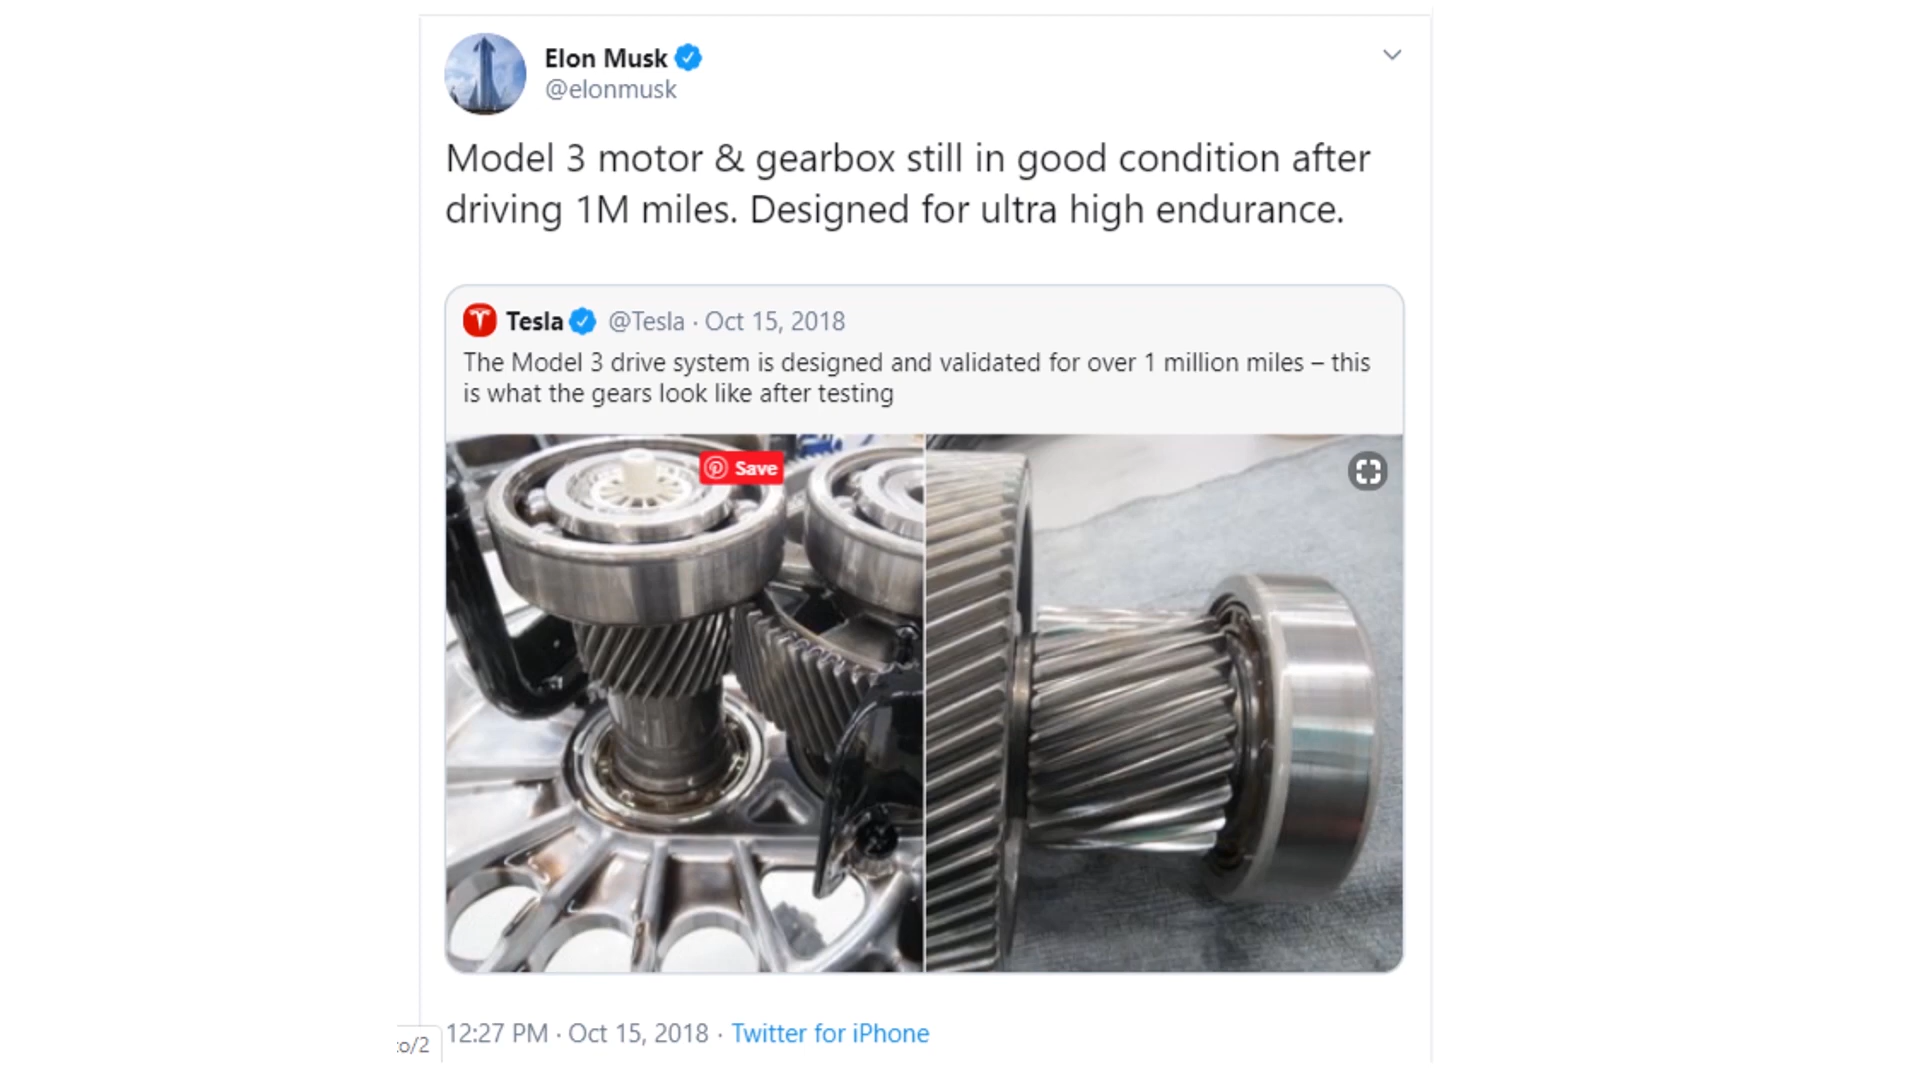 Elon Musk
@elonmusk
Model 3 motor & gearbox still in good condition after
driving 1M miles. Designed for ultra high endurance.
Tesla @Tesla · Oct 15, 2018
The Model 3 drive system is designed and validated for over 1 million miles – this
is what the gears look like after testing
Save
12:27 PM · Oct 15, 2018 · Twitter for iPhone
:o/2